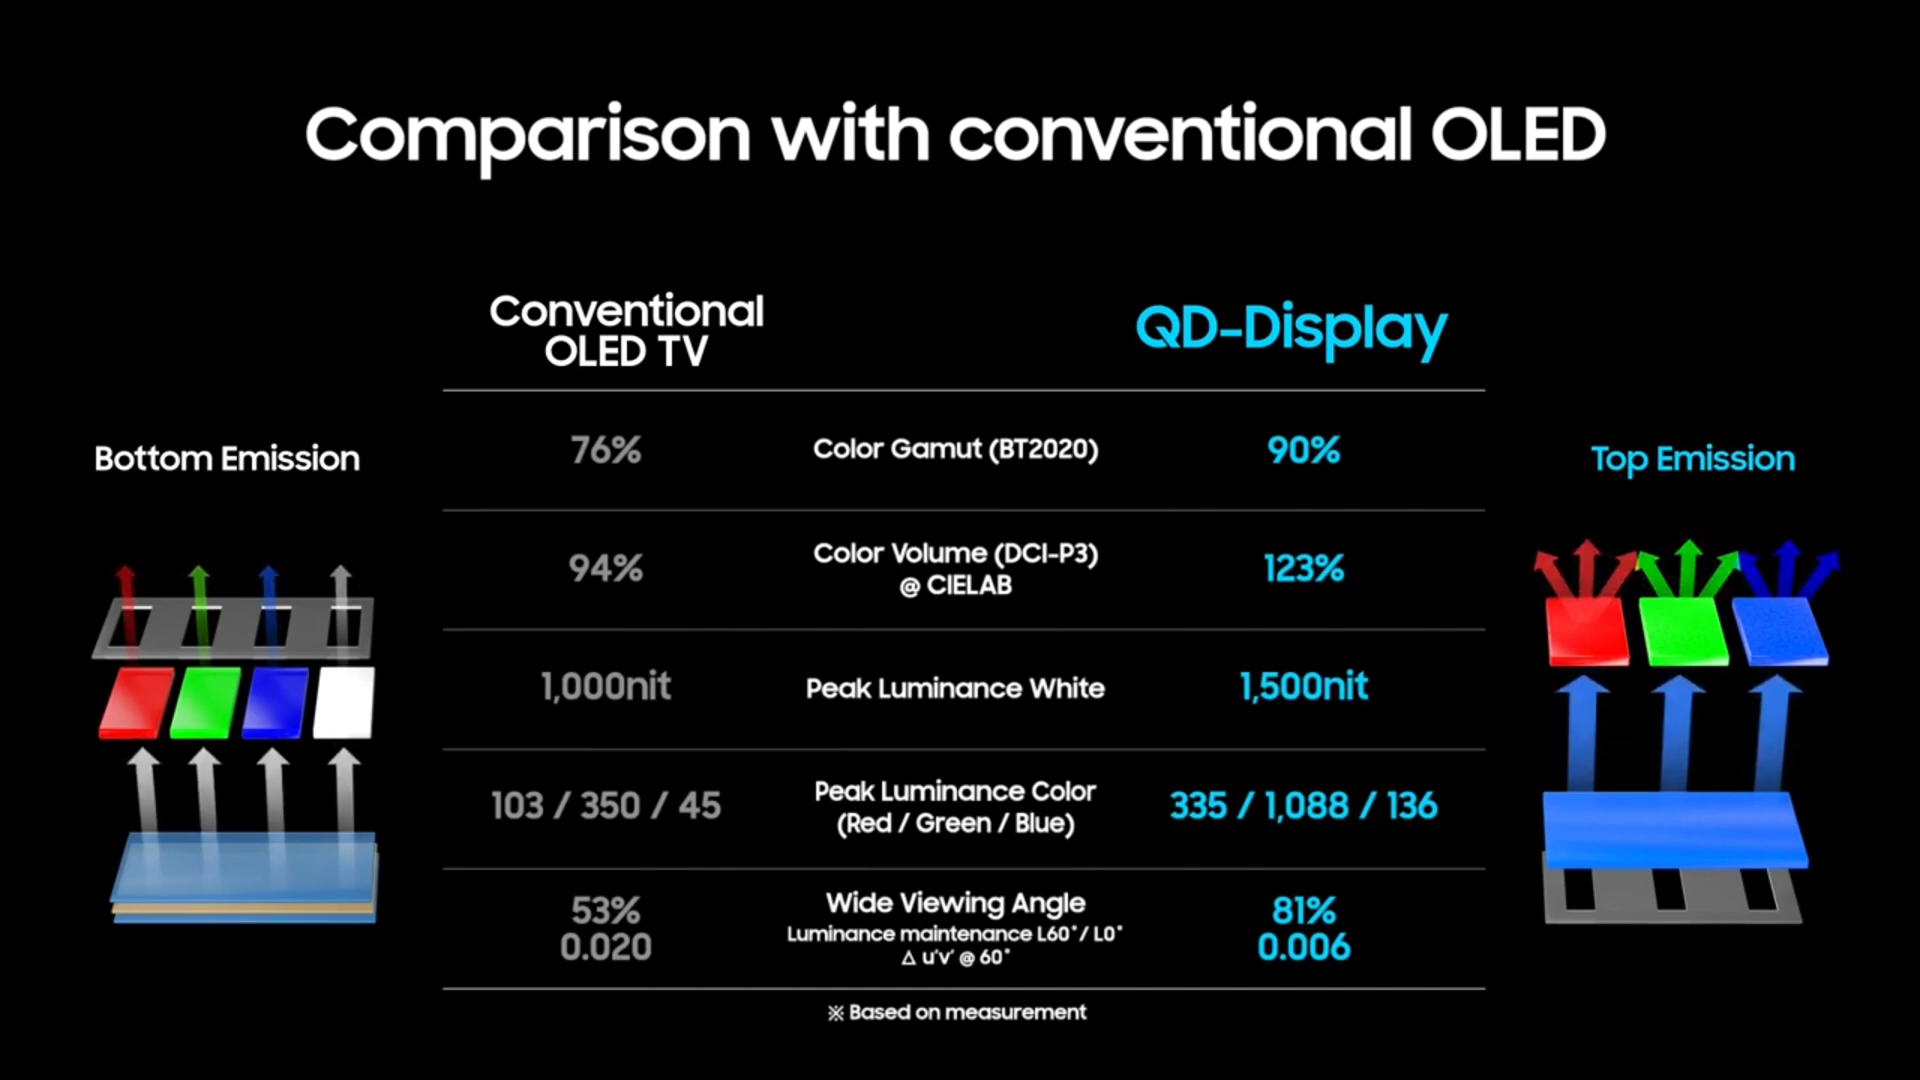 Comparison with conventional OLED
Conventional
OLED TV
QD-Display
Bottom Emission
Top Emission
76%
Color Gamut (BT2020)
90%
94%
Color Volume (DCI-P3)
@ CIELAB
123%
1,000nit
Peak Luminance White
1,500nit
103 / 350 / 45
Peak Luminance Color
(Red / Green / Blue)
335 / 1,088 / 136
53%
0.020
Wide Viewing Angle
Luminance maintenance L60˚/ L0˚
Δ u'v' @ 60˚
81%
0.006
※ Based on measurement